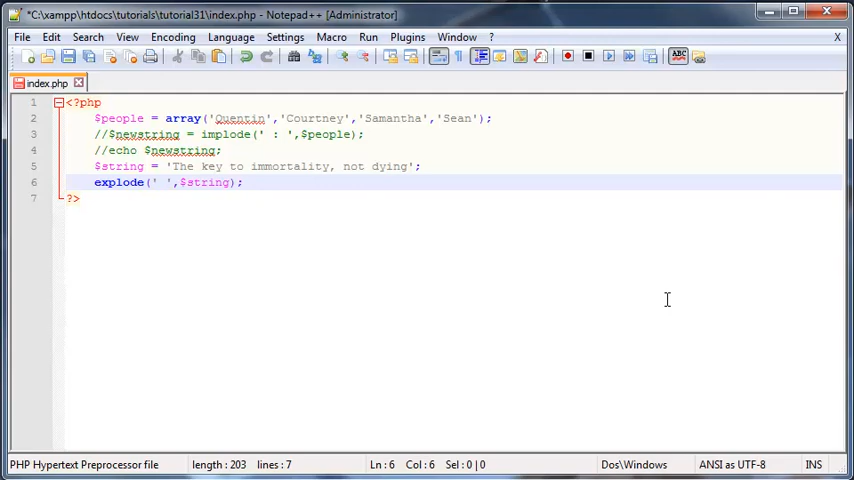 *C:\xampp\htdocs\tutorials\tutorial31\index.php - Notepad++ [Administrator]
File Edit Search View Encoding Language Settings Macro Run Plugins Window ? X
ABC
index.php
1 <?php
2 $people = array('Quentin','Courtney','Samantha','Sean');
3 //$newstring = implode(' : ',$people);
4 //echo $newstring;
5 $string = 'The key to immortality, not dying';
6 explode(' ',$string);
7 ?>
PHP Hypertext Preprocessor file length : 203 lines : 7 Ln : 6 Col : 6 Sel : 0 | 0 Dos\Windows ANSI as UTF-8 INS